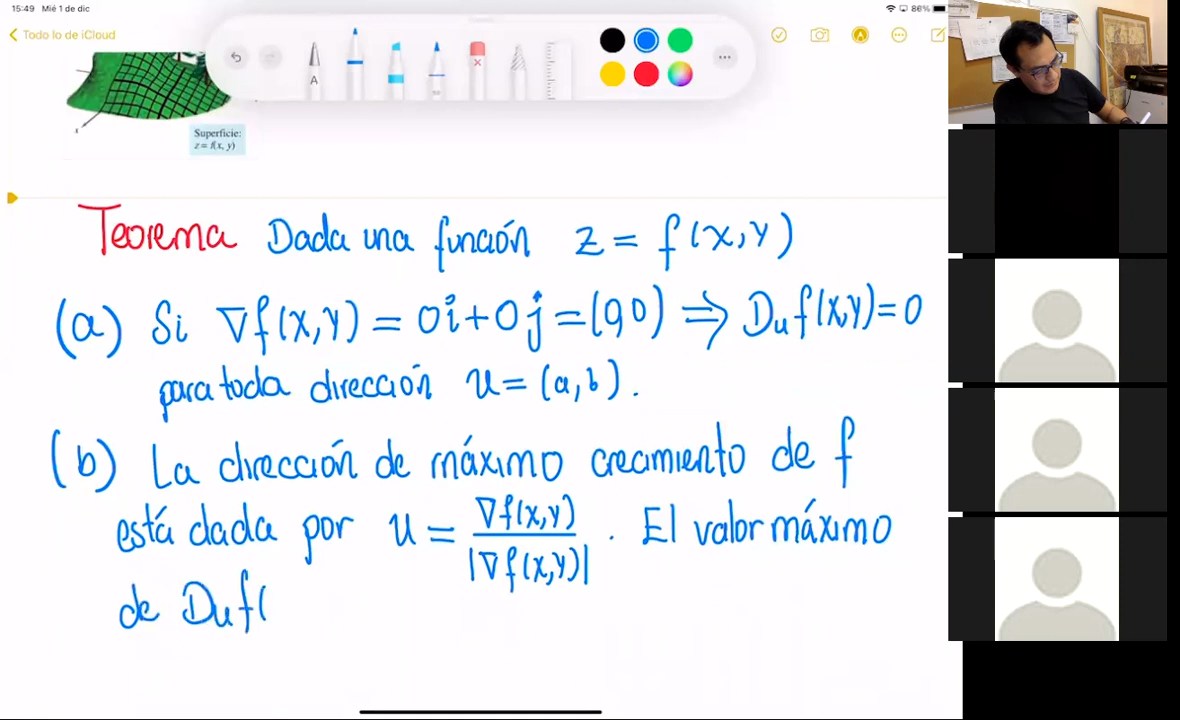 15:49 Mié 1 de dic
86%
Todo lo de iCloud
A
x
Superficie:
z = f(x, y)
Teorema Dada una función z = f(x,y)
(a) Si ∇f(x,y) = 0i+0j = (0,0) ⇒ Duf(x,y)=0
para toda dirección u = (a,b).
(b) La dirección de máximo crecimiento de f
está dada por u = ∇f(x,y) / |∇f(x,y)| . El valor máximo
de Duf(